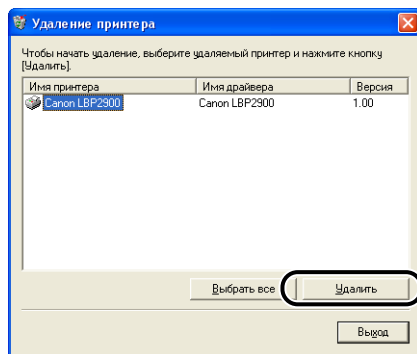 Удаление принтера
Чтобы начать удаление, выберите удаляемый принтер и нажмите кнопку
[Удалить].
Имя принтера Имя драйвера Версия
Canon LBP2900 Canon LBP2900 1.00
Выбрать все Удалить
Выход